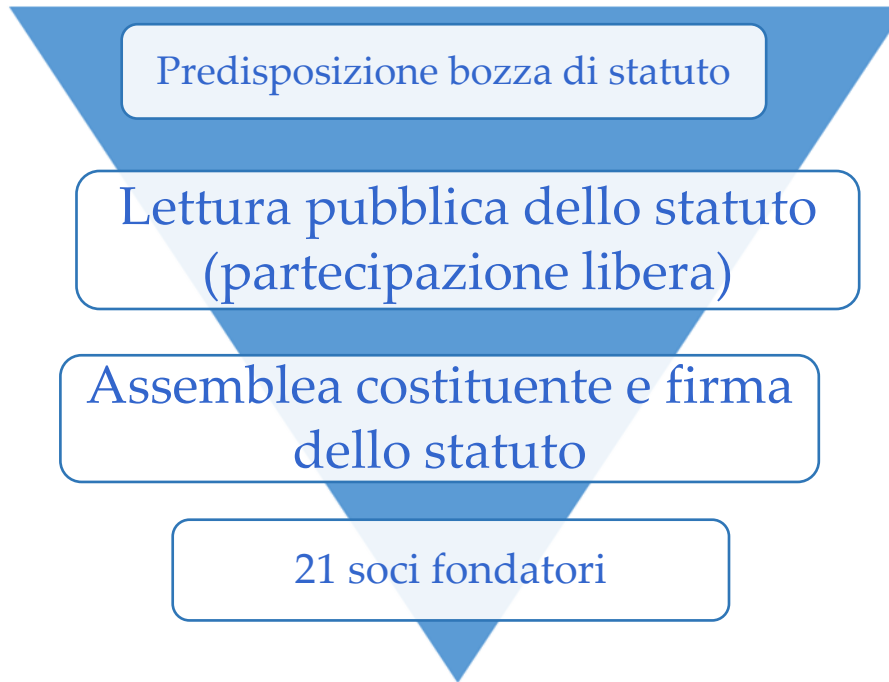 Predisposizione bozza di statuto
Lettura pubblica dello statuto
(partecipazione libera)
Assemblea costituente e firma
dello statuto
21 soci fondatori